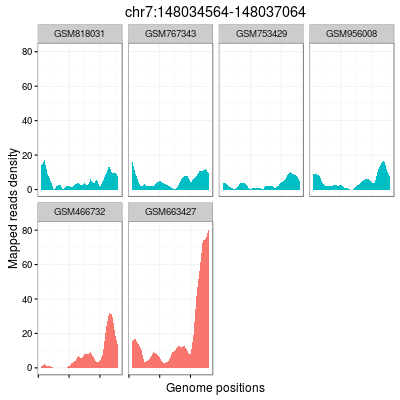 chr7:148034564-148037064
GSM818031 GSM767343 GSM753429 GSM956008
80
60
40
20
0
GSM466732 GSM663427
80
60
40
20
0
Mapped reads density
Genome positions